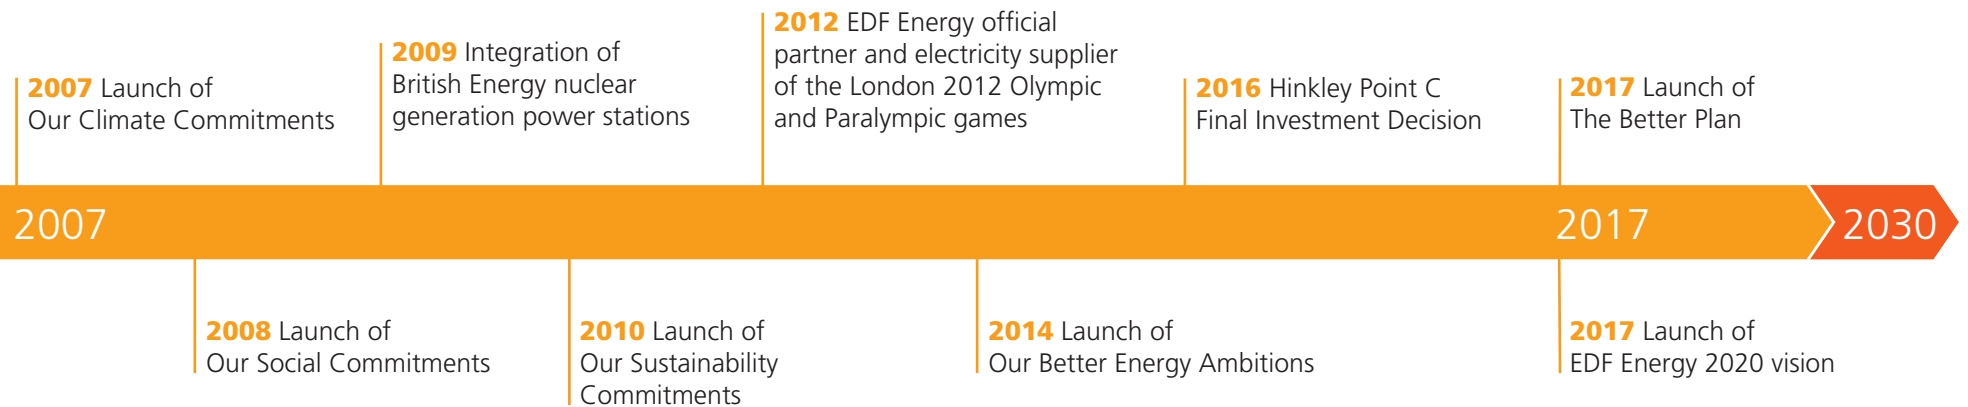 2007 Launch of
Our Climate Commitments
2009 Integration of
British Energy nuclear
generation power stations
2012 EDF Energy official
partner and electricity supplier
of the London 2012 Olympic
and Paralympic games
2016 Hinkley Point C
Final Investment Decision
2017 Launch of
The Better Plan
2007
2017
2030
2008 Launch of
Our Social Commitments
2010 Launch of
Our Sustainability
Commitments
2014 Launch of
Our Better Energy Ambitions
2017 Launch of
EDF Energy 2020 vision